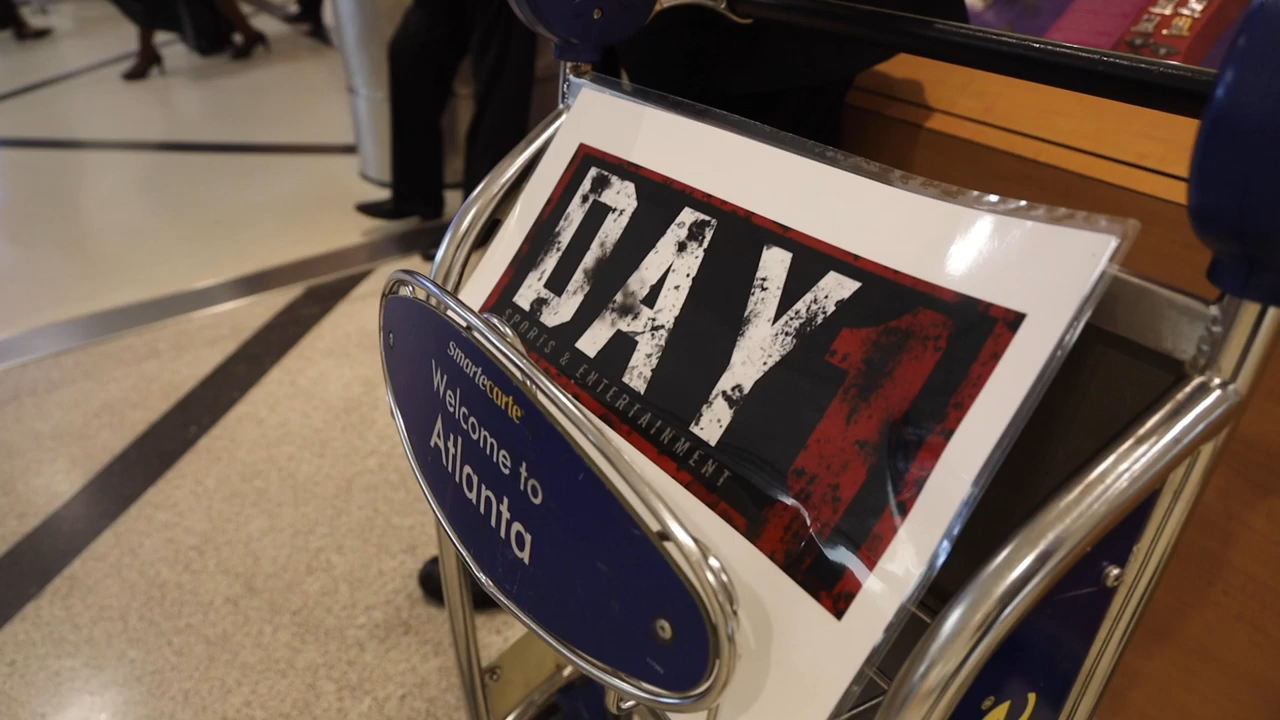 DAY 1
SPORTS & ENTERTAINMENT
smartecarte
Welcome to
Atlanta